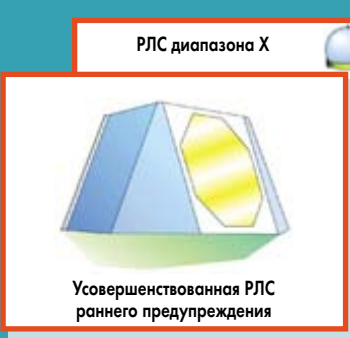 РЛС диапазона X
Усовершенствованная РЛС
раннего предупреждения